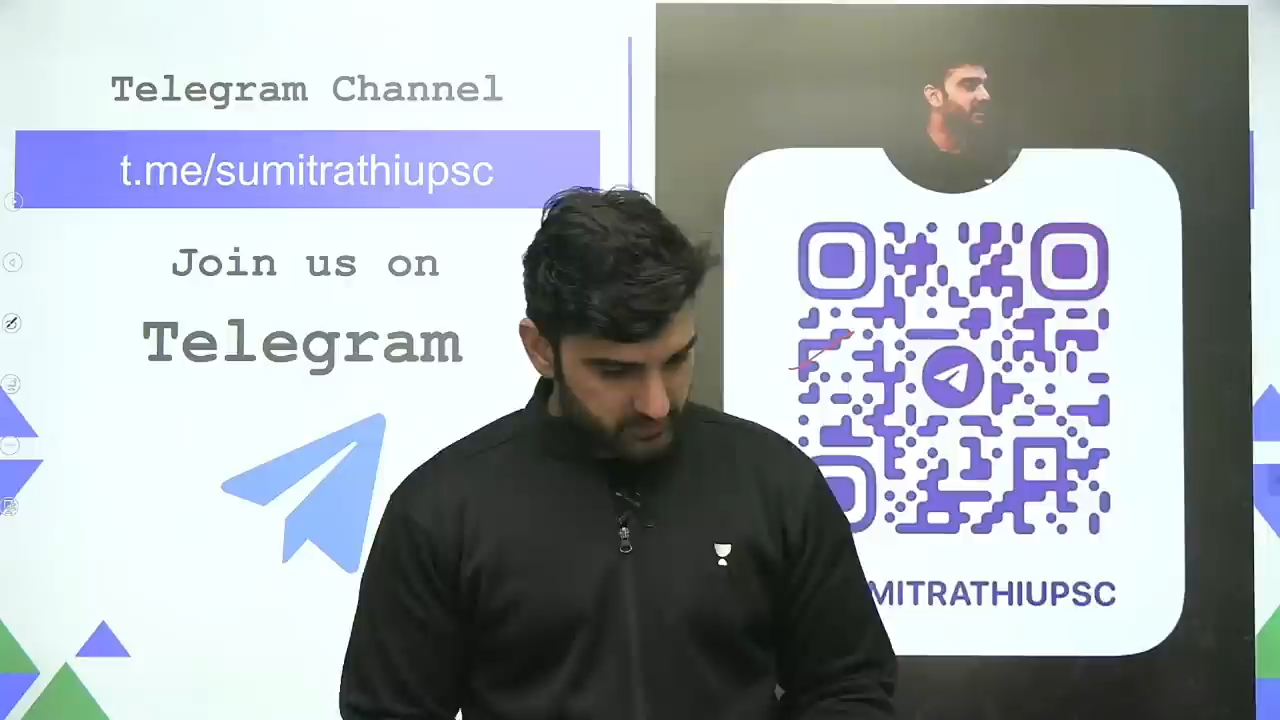 Telegram Channel
t.me/sumitrathiupsc
Join us on
Telegram
MITRATHIUPSC